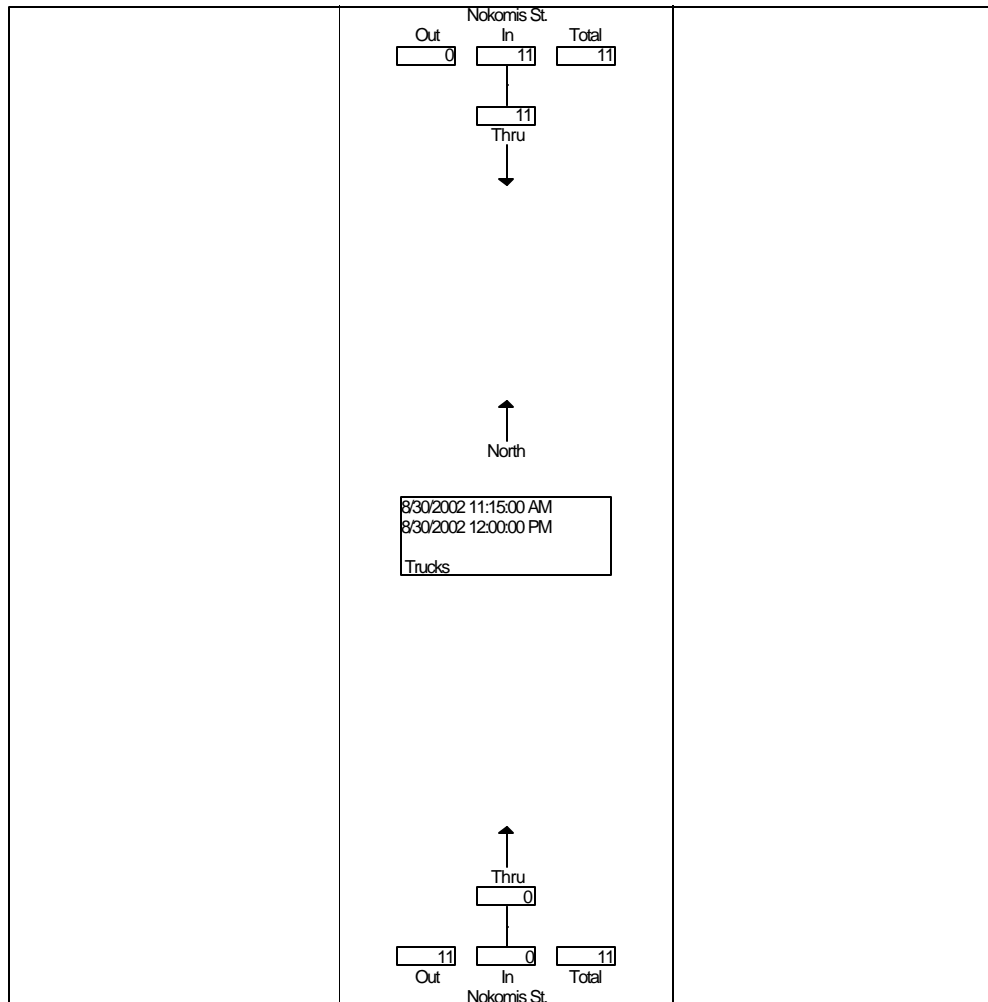 Nokomis St.
Out In Total
0 11 11
11
Thru
North
8/30/2002 11:15:00 AM
8/30/2002 12:00:00 PM
Trucks
Thru
0
11 0 11
Out In Total
Nokomis St.